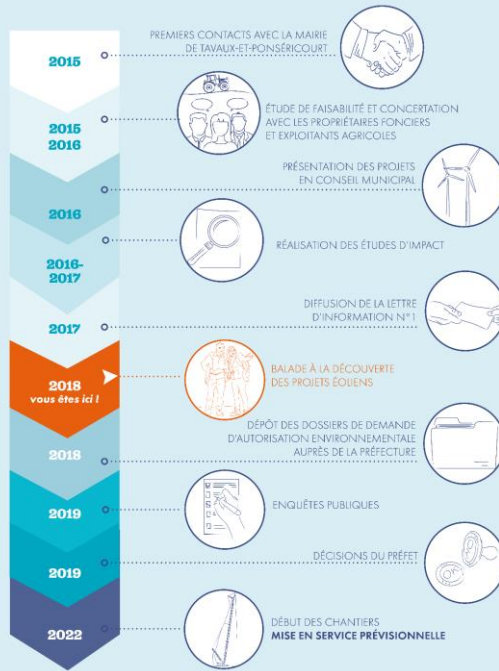 2015
PREMIERS CONTACTS AVEC LA MAIRIE
DE TAVAUX-ET-PONSÉRICOURT
2015
2016
ÉTUDE DE FAISABILITÉ ET CONCERTATION
AVEC LES PROPRIÉTAIRES FONCIERS
ET EXPLOITANTS AGRICOLES
2016
PRÉSENTATION DES PROJETS
EN CONSEIL MUNICIPAL
2016-
2017
RÉALISATION DES ÉTUDES D'IMPACT
2017
DIFFUSION DE LA LETTRE
D'INFORMATION N°1
2018
vous êtes ici !
BALADE À LA DÉCOUVERTE
DES PROJETS ÉOLIENS
2018
DÉPÔT DES DOSSIERS DE DEMANDE
D'AUTORISATION ENVIRONNEMENTALE
AUPRÈS DE LA PRÉFECTURE
2019
ENQUÊTES PUBLIQUES
2019
DÉCISIONS DU PRÉFET
OK
2022
DÉBUT DES CHANTIERS
MISE EN SERVICE PRÉVISIONNELLE